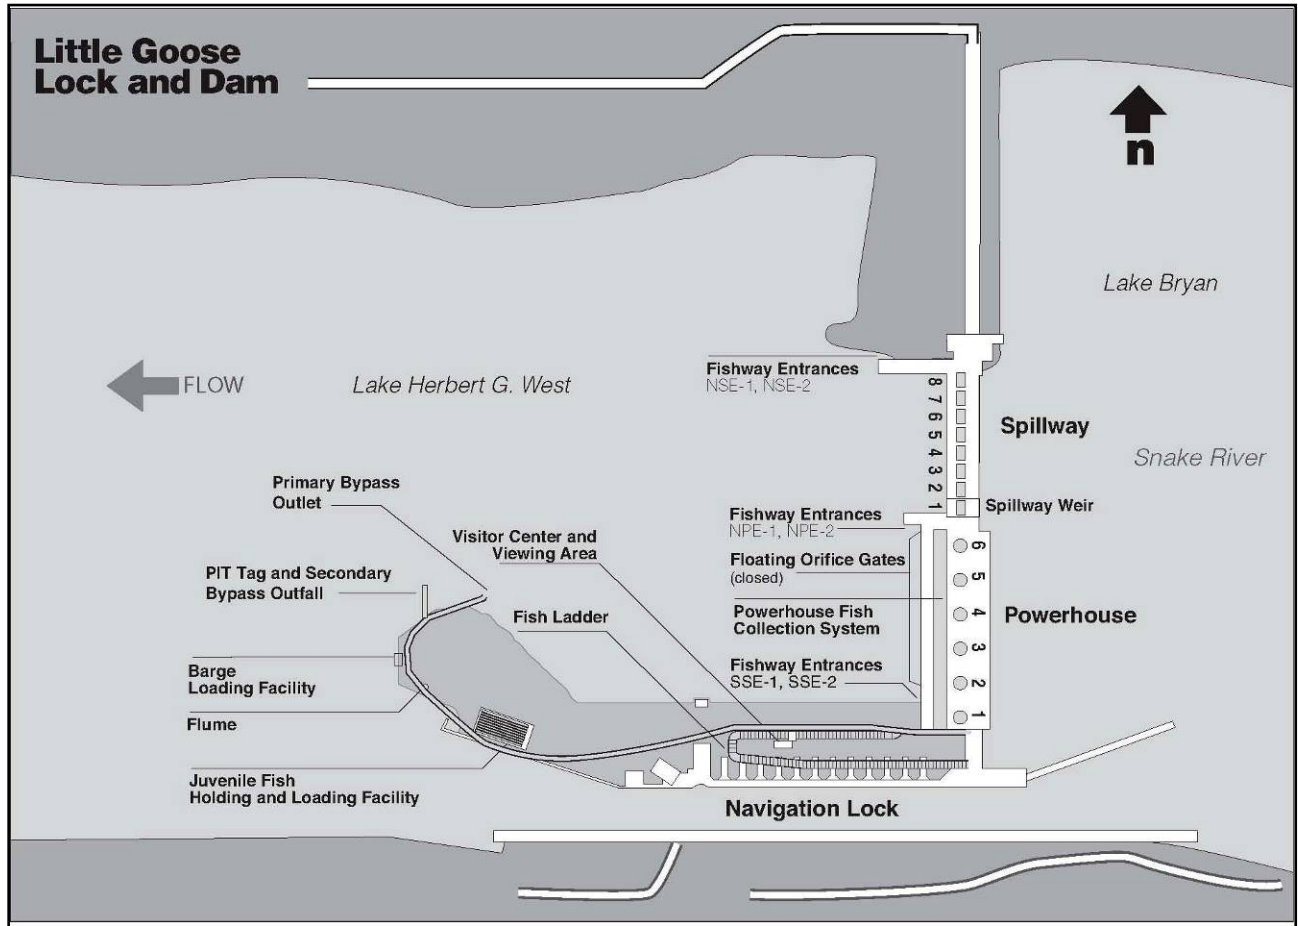 Little Goose
Lock and Dam
n
Lake Bryan
FLOW
Lake Herbert G. West
Fishway Entrances
NSE-1, NSE-2
8
7
6
5
4
3
2
1
Spillway
Snake River
Spillway Weir
Primary Bypass
Outlet
Visitor Center and
Viewing Area
Fishway Entrances
NPE-1, NPE-2
Floating Orifice Gates
(closed)
Powerhouse Fish
Collection System
Fishway Entrances
SSE-1, SSE-2
6
5
4
3
2
1
Powerhouse
PIT Tag and Secondary
Bypass Outfall
Fish Ladder
Barge
Loading Facility
Flume
Juvenile Fish
Holding and Loading Facility
Navigation Lock